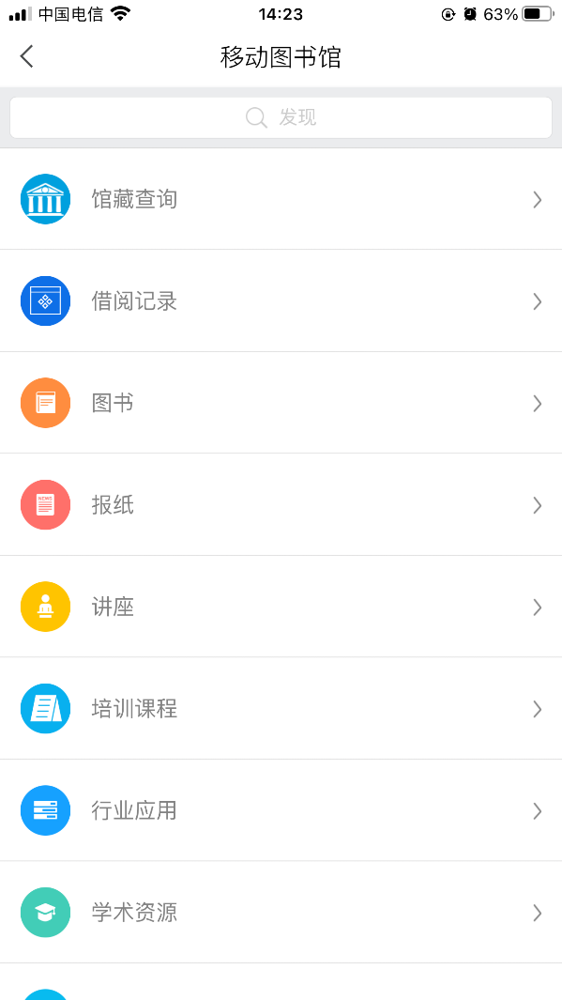 中国电信
14:23
63%
移动图书馆
发现
馆藏查询
借阅记录
图书
NEWS
报纸
讲座
培训课程
行业应用
学术资源